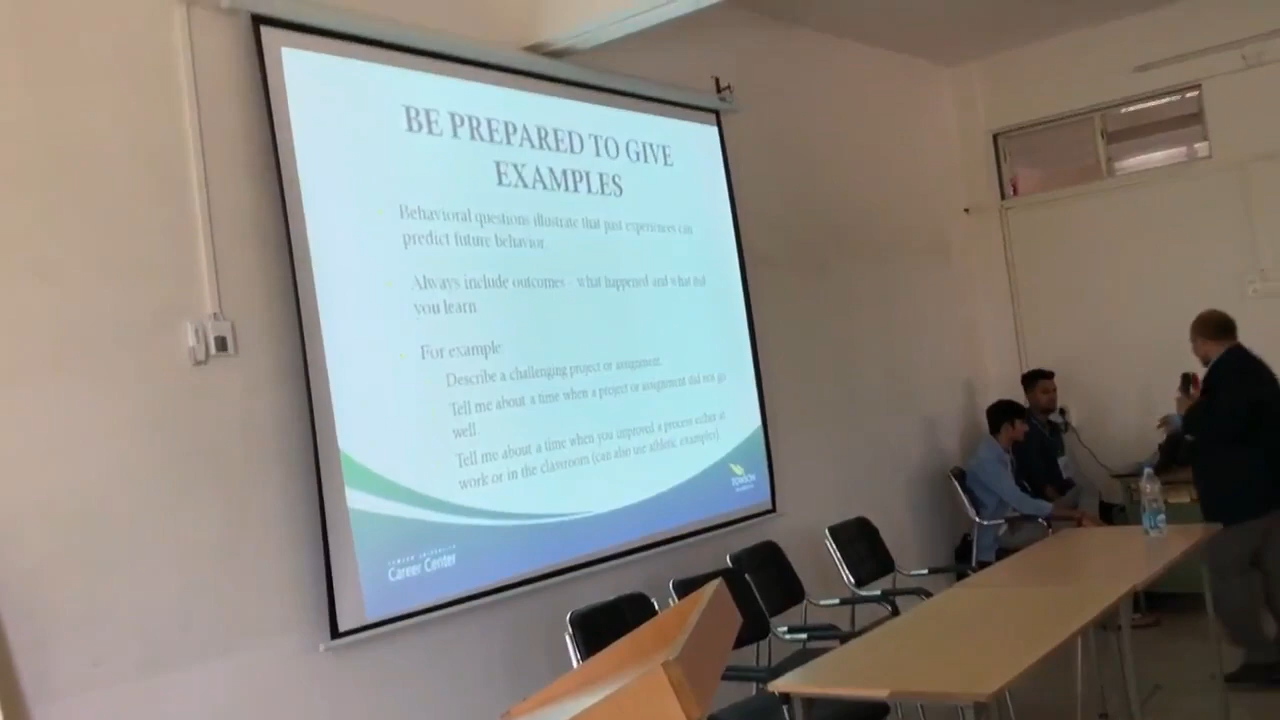 BE PREPARED TO GIVE
EXAMPLES
Behavioral questions illustrate that past experiences can
predict future behavior.
Always include outcomes - what happened and what did
you learn
For example:
Describe a challenging project or assignment.
Tell me about a time when a project or assignment did not go
well.
Tell me about a time when you improved a process either at
work or in the classroom (can also use athletic examples)
TOWSON
TOWSON UNIVERSITY
Career Center